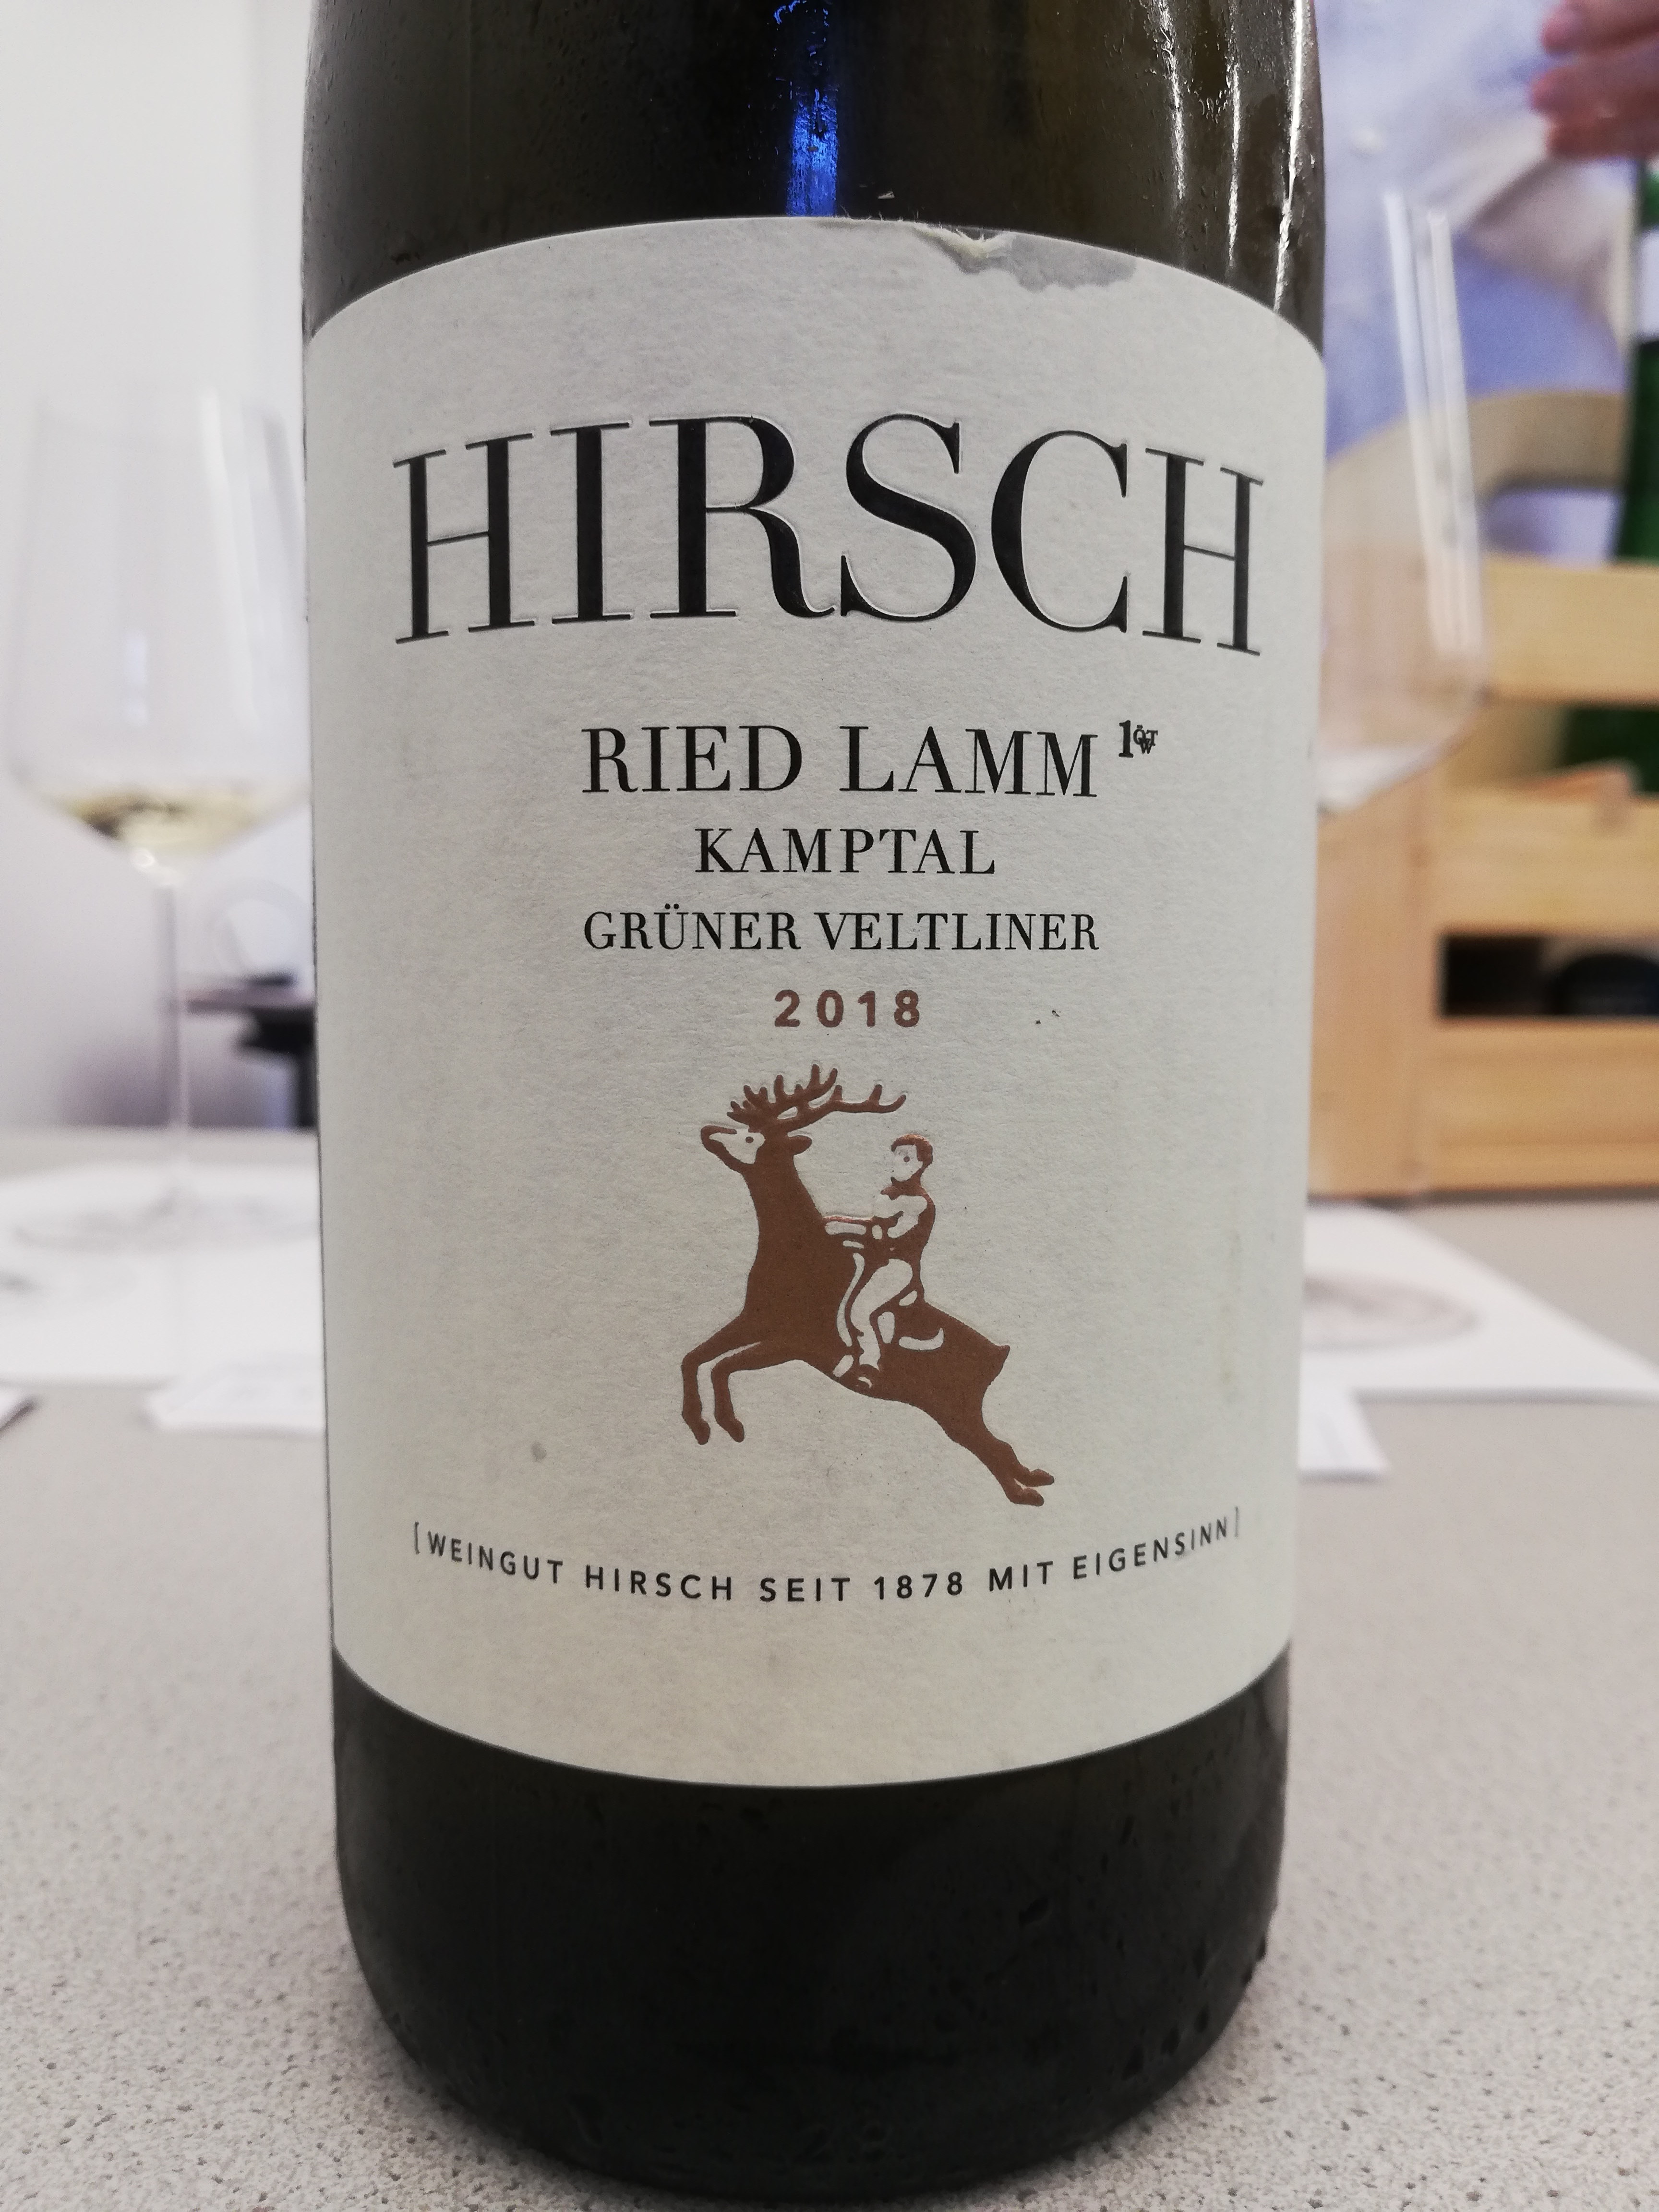 HIRSCH
RIED LAMM 1ÖTW
KAMPTAL
GRÜNER VELTLINER
2018
[WEINGUT HIRSCH SEIT 1878 MIT EIGENSINN]